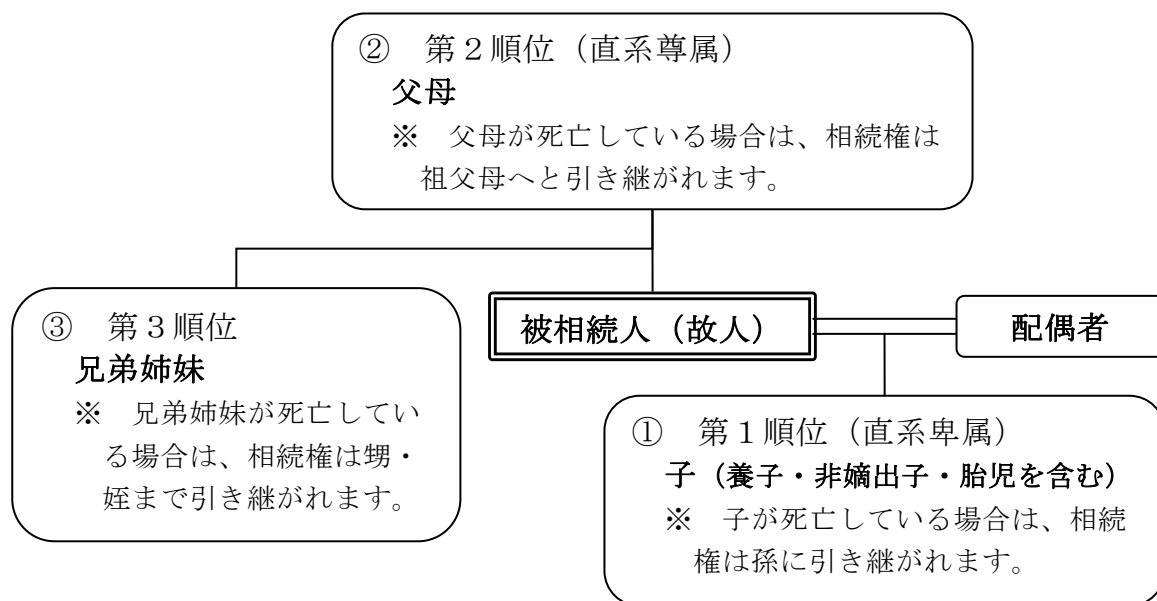 ② 第２順位（直系尊属）
父母
※ 父母が死亡している場合は、相続権は
祖父母へと引き継がれます。
③ 第３順位
兄弟姉妹
※ 兄弟姉妹が死亡してい
る場合は、相続権は甥・
姪まで引き継がれます。
被相続人（故人）
配偶者
① 第１順位（直系卑属）
子（養子・非嫡出子・胎児を含む）
※ 子が死亡している場合は、相続
権は孫に引き継がれます。